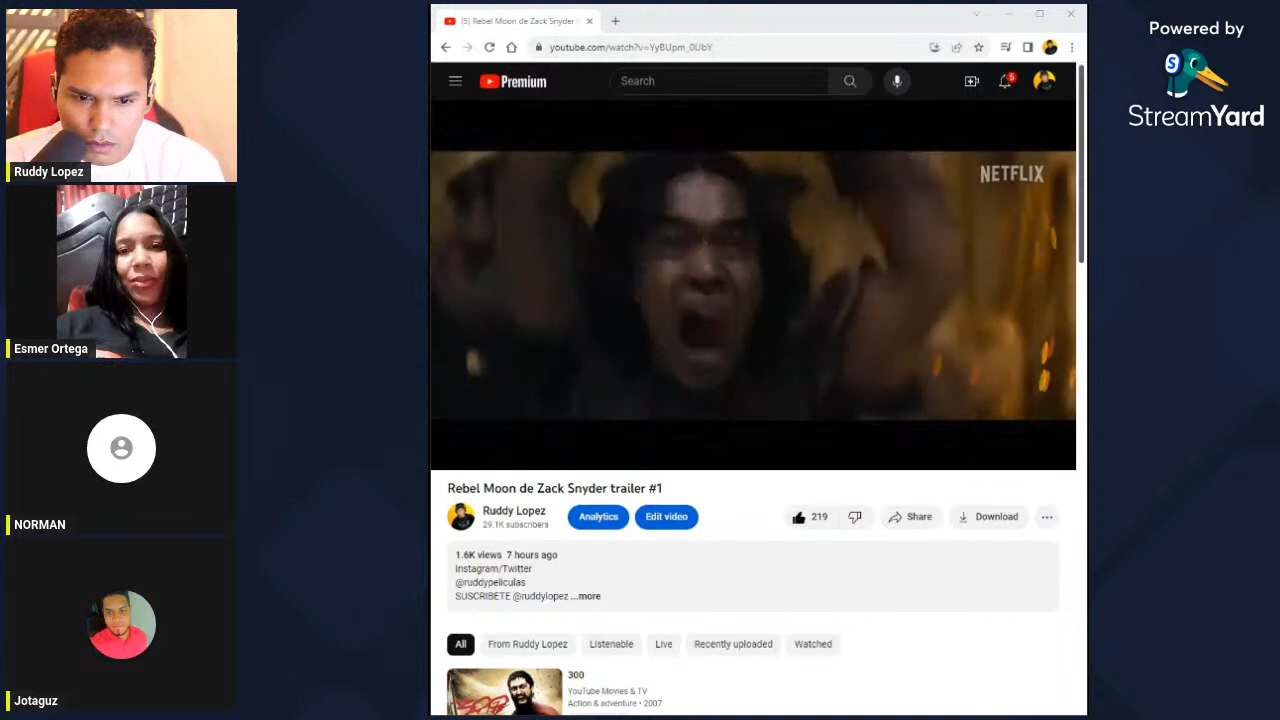 Ruddy Lopez
Esmer Ortega
NORMAN
Jotaguz
[5] Rebel Moon de Zack Snyder
youtube.com/watch?v=YyBUpm_0UbY
Premium
Search
5
NETFLIX
Rebel Moon de Zack Snyder trailer #1
Ruddy Lopez
29.1K subscribers
Analytics
Edit video
219
Share
Download
1.6K views 7 hours ago
instagram/Twitter
@ruddypeliculas
SUSCRIBETE @ruddylopez ...more
All
From Ruddy Lopez
Listenable
Live
Recently uploaded
Watched
300
YouTube Movies & TV
Action & adventure • 2007
300
Powered by
S
StreamYard